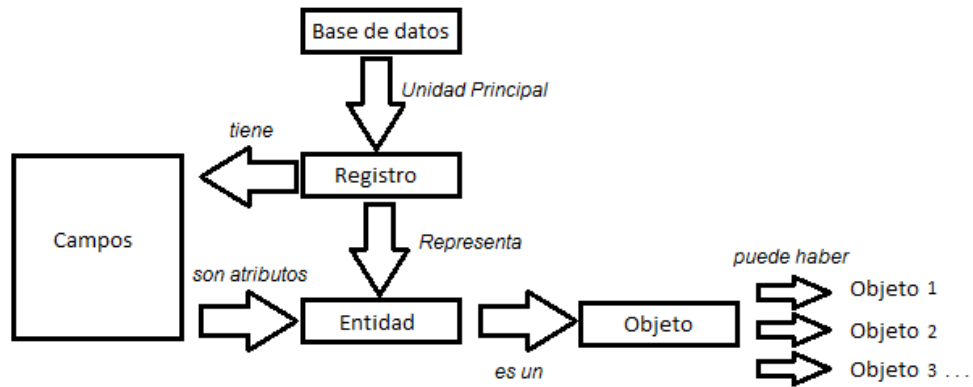 Base de datos
Unidad Principal
tiene
Registro
Campos
Representa
son atributos
puede haber
Entidad
Objeto
es un
Objeto 1
Objeto 2
Objeto 3 ...